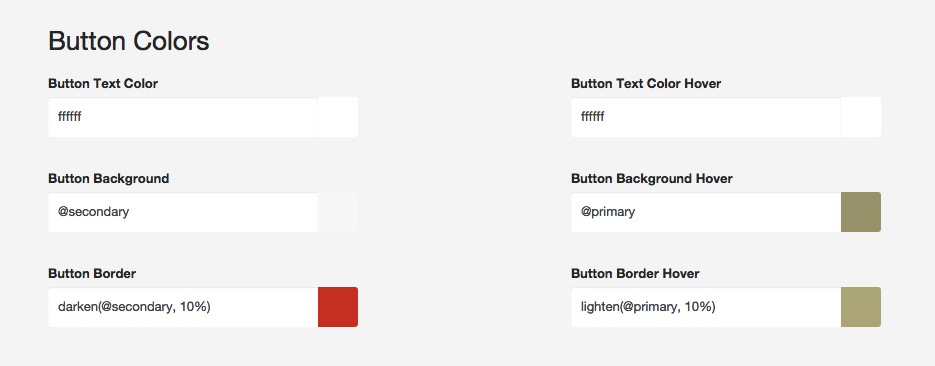 Button Colors
Button Text Color
ffffff
Button Text Color Hover
ffffff
Button Background
@secondary
Button Background Hover
@primary
Button Border
darken(@secondary, 10%)
Button Border Hover
lighten(@primary, 10%)